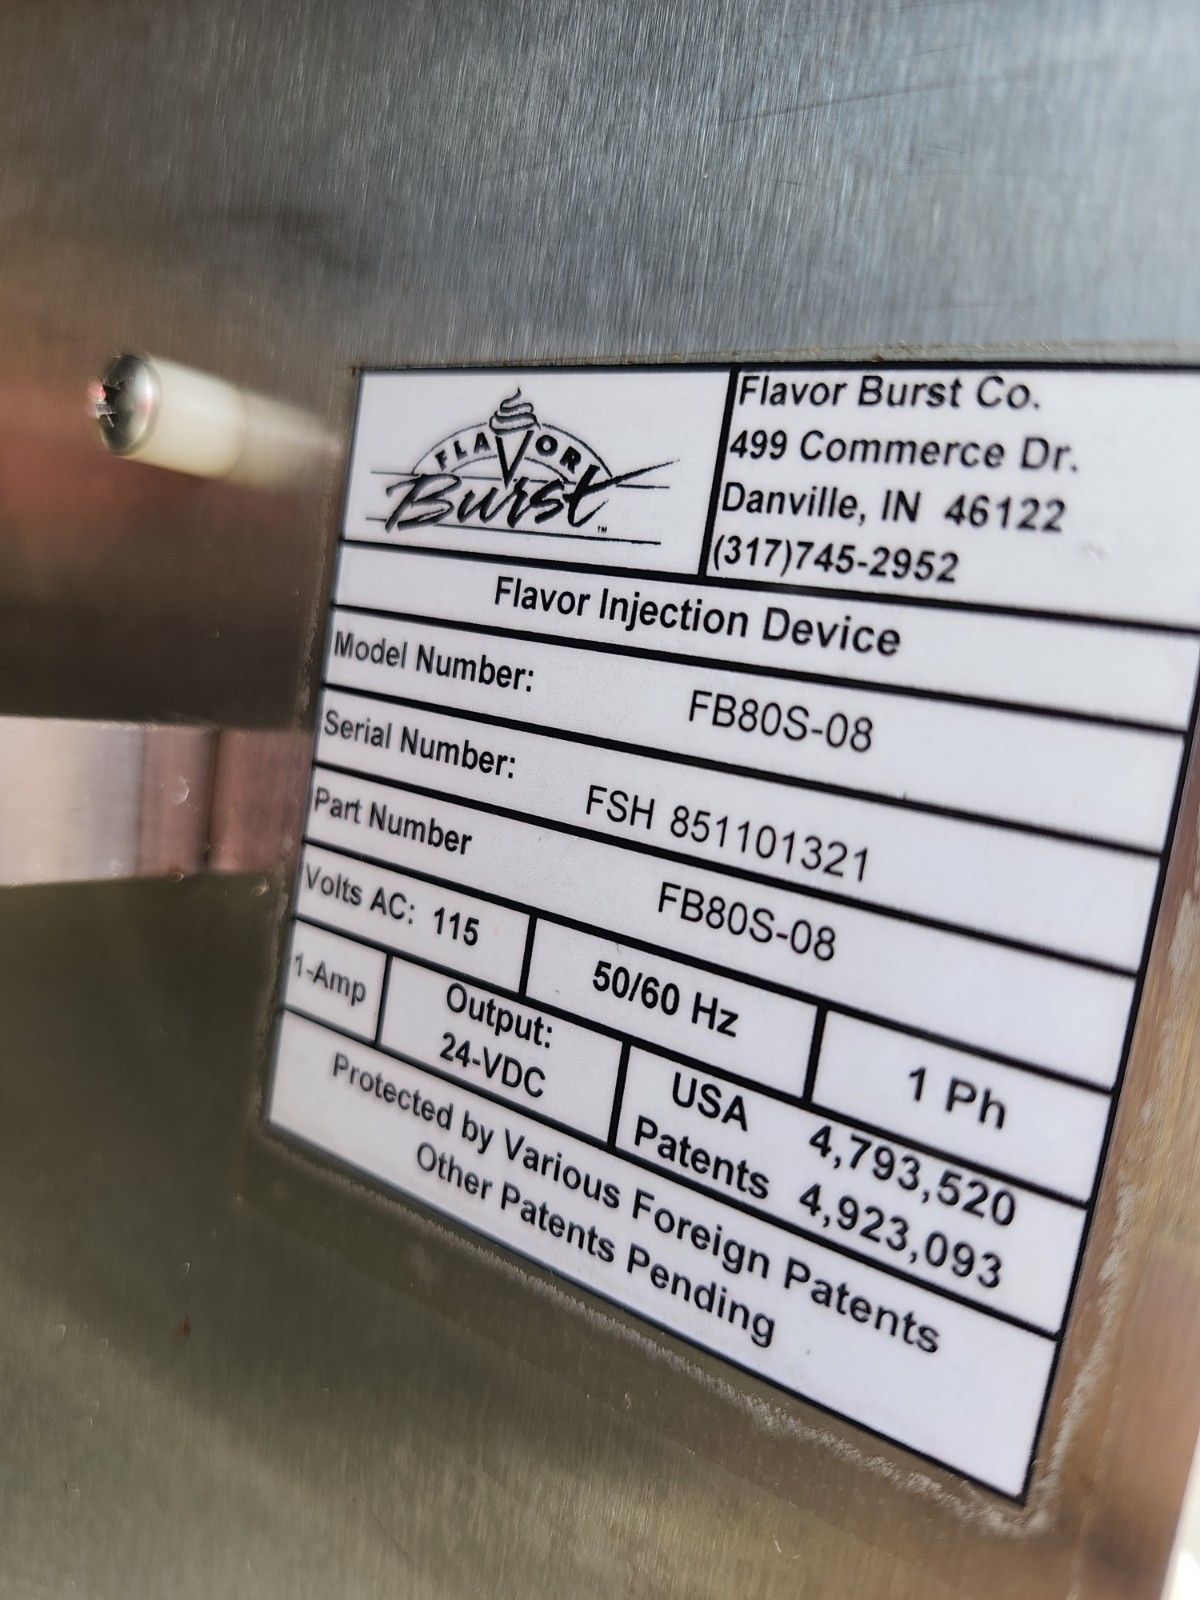 FLAVOR
Burst™
Flavor Burst Co.
499 Commerce Dr.
Danville, IN 46122
(317)745-2952
Flavor Injection Device
Model Number: FB80S-08
Serial Number: FSH 851101321
Part Number FB80S-08
Volts AC: 115 50/60 Hz 1 Ph
1-Amp
Output:
24-VDC
USA 4,793,520
Patents 4,923,093
Protected by Various Foreign Patents
Other Patents Pending